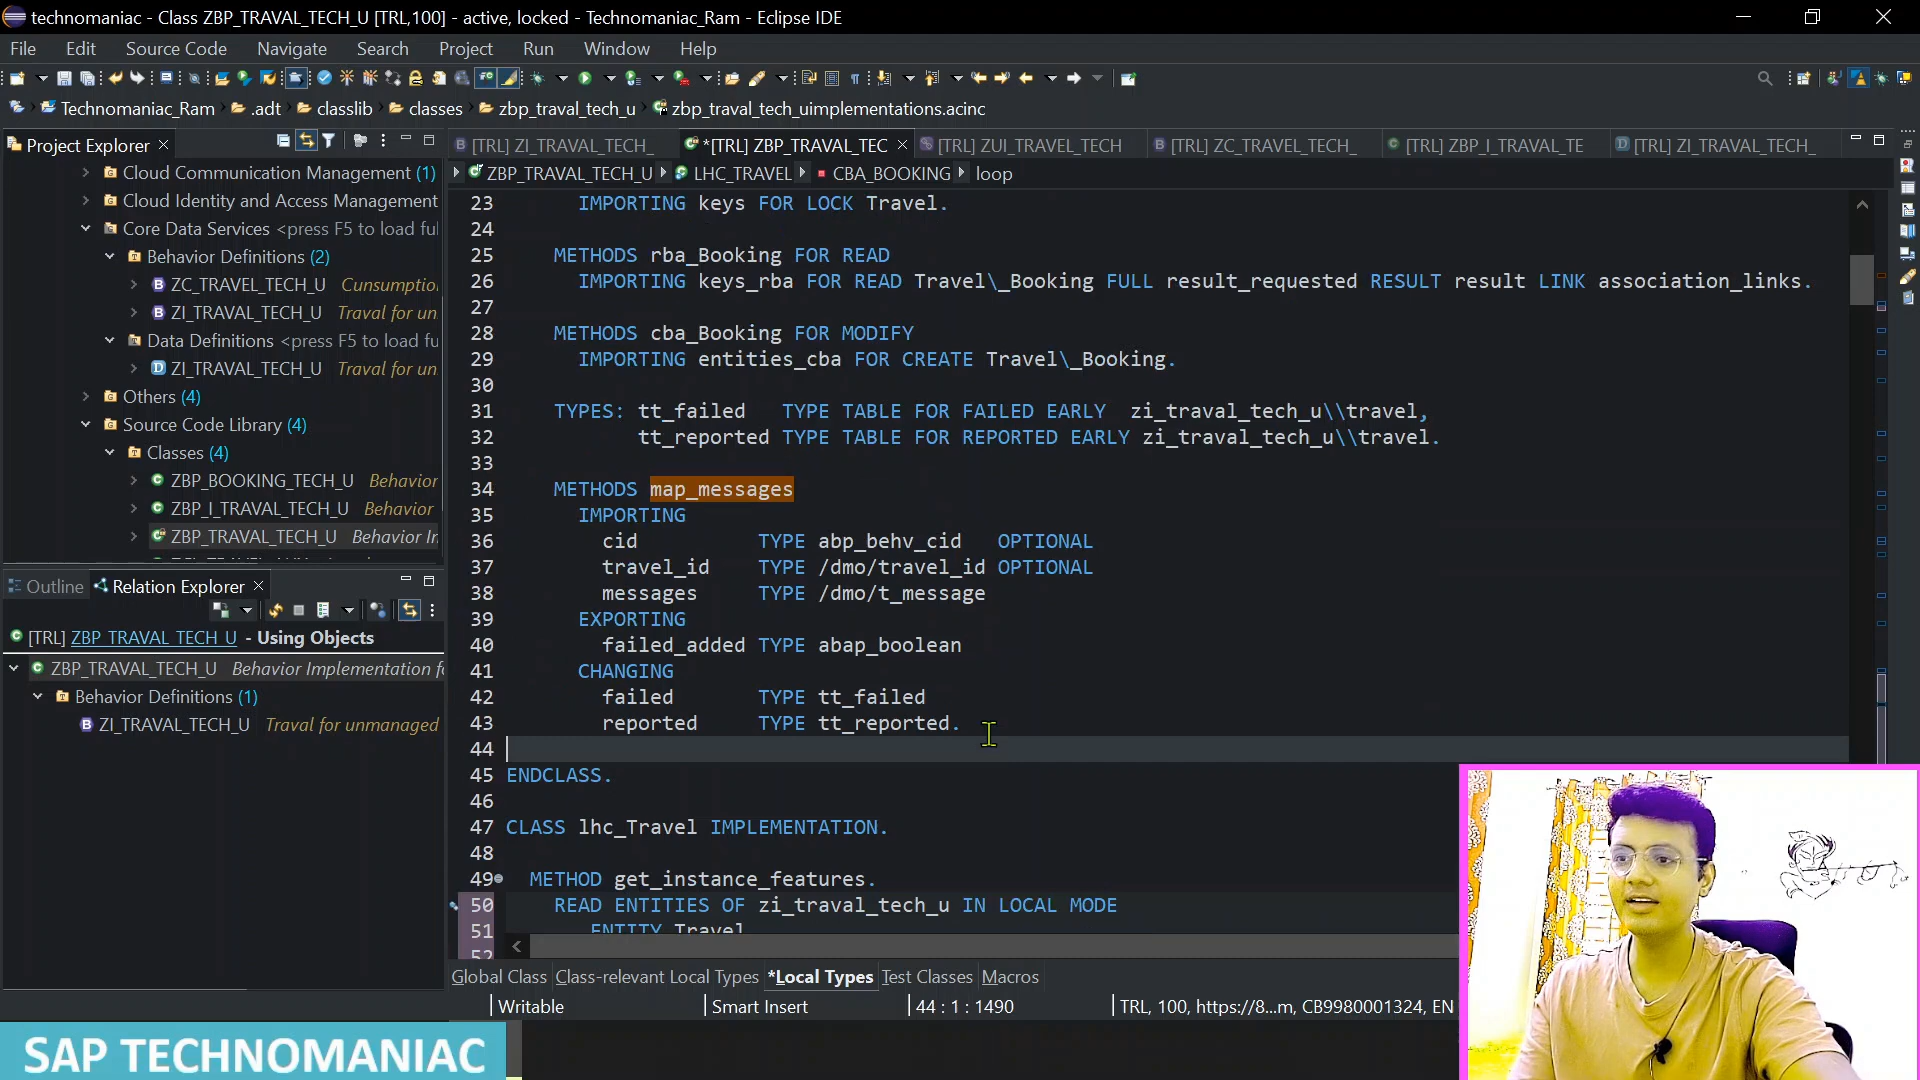 technomaniac - Class ZBP_TRAVAL_TECH_U [TRL,100] - active, locked - Technomaniac_Ram - Eclipse IDE
File Edit Source Code Navigate Search Project Run Window Help
Technomaniac_Ram .adt classlib classes zbp_traval_tech_u zbp_traval_tech_uimplementations.acinc
Project Explorer
Cloud Communication Management (1)
Cloud Identity and Access Management
Core Data Services <press F5 to load ful
Behavior Definitions (2)
ZC_TRAVEL_TECH_U Cunsumptio
ZI_TRAVAL_TECH_U Traval for un
Data Definitions <press F5 to load fu
ZI_TRAVAL_TECH_U Traval for un
Others (4)
Source Code Library (4)
Classes (4)
ZBP_BOOKING_TECH_U Behavior
ZBP_I_TRAVAL_TECH_U Behavior
ZBP_TRAVAL_TECH_U Behavior In
Outline Relation Explorer
[TRL] ZBP_TRAVAL_TECH_U - Using Objects
ZBP_TRAVAL_TECH_U Behavior Implementation f
Behavior Definitions (1)
ZI_TRAVAL_TECH_U Traval for unmanaged
[TRL] ZI_TRAVAL_TECH_ *[TRL] ZBP_TRAVAL_TEC [TRL] ZUI_TRAVEL_TECH [TRL] ZC_TRAVEL_TECH_ [TRL] ZBP_I_TRAVAL_TE [TRL] ZI_TRAVAL_TECH_
ZBP_TRAVAL_TECH_U LHC_TRAVEL CBA_BOOKING loop
23 IMPORTING keys FOR LOCK Travel.
24
25 METHODS rba_Booking FOR READ
26 IMPORTING keys_rba FOR READ Travel\_Booking FULL result_requested RESULT result LINK association_links.
27
28 METHODS cba_Booking FOR MODIFY
29 IMPORTING entities_cba FOR CREATE Travel\_Booking.
30
31 TYPES: tt_failed TYPE TABLE FOR FAILED EARLY zi_traval_tech_u\\travel,
32 tt_reported TYPE TABLE FOR REPORTED EARLY zi_traval_tech_u\\travel.
33
34 METHODS map_messages
35 IMPORTING
36 cid TYPE abp_behv_cid OPTIONAL
37 travel_id TYPE /dmo/travel_id OPTIONAL
38 messages TYPE /dmo/t_message
39 EXPORTING
40 failed_added TYPE abap_boolean
41 CHANGING
42 failed TYPE tt_failed
43 reported TYPE tt_reported.
44
45 ENDCLASS.
46
47 CLASS lhc_Travel IMPLEMENTATION.
48
49 METHOD get_instance_features.
50 READ ENTITIES OF zi_traval_tech_u IN LOCAL MODE
51 ENTITY Travel
52
Global Class Class-relevant Local Types *Local Types Test Classes Macros
Writable Smart Insert 44 : 1 : 1490 TRL, 100, https://8...m, CB9980001324, EN
SAP TECHNOMANIAC